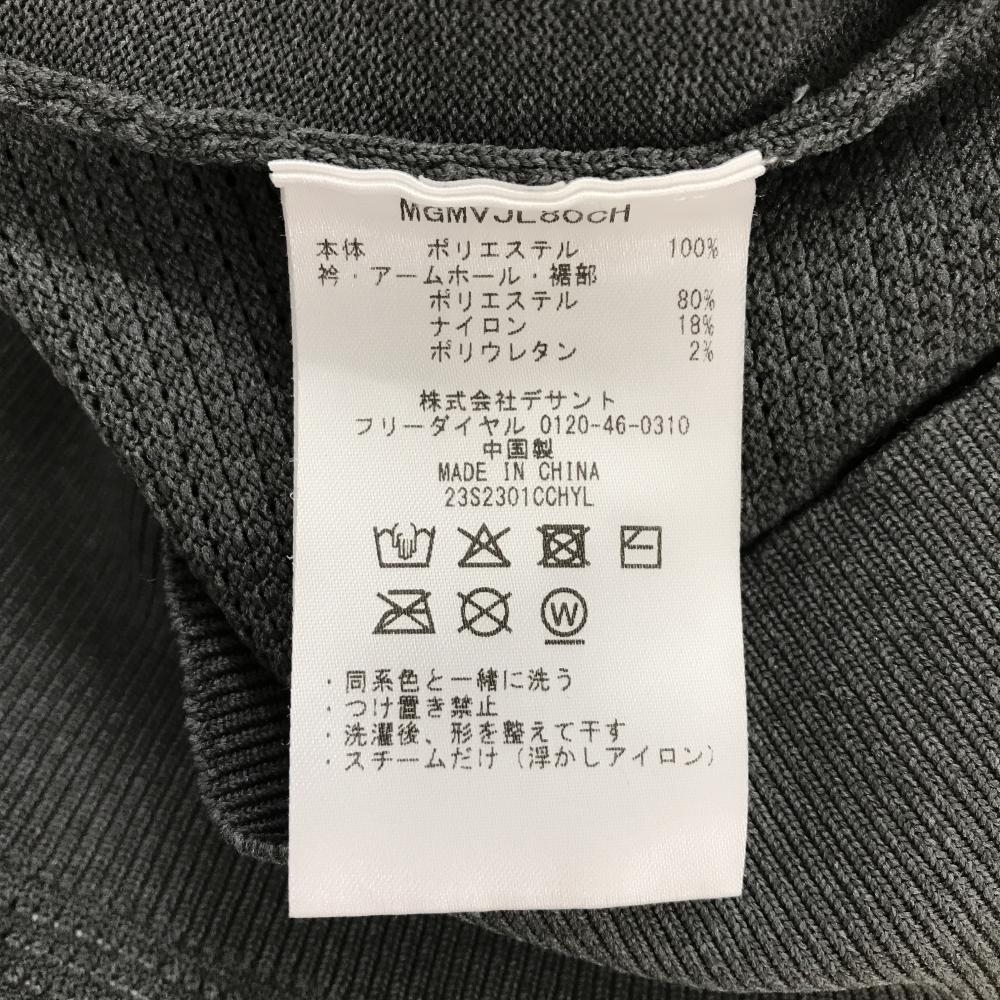 MGMVJL80CH
本体 ポリエステル 100%
衿・アームホール・裾部
ポリエステル 80%
ナイロン 18%
ポリウレタン 2%
株式会社デサント
フリーダイヤル 0120-46-0310
中国製
MADE IN CHINA
23S2301CCHYL
W
・同系色と一緒に洗う
・つけ置き禁止
・洗濯後、形を整えて干す
・スチームだけ（浮かしアイロン）